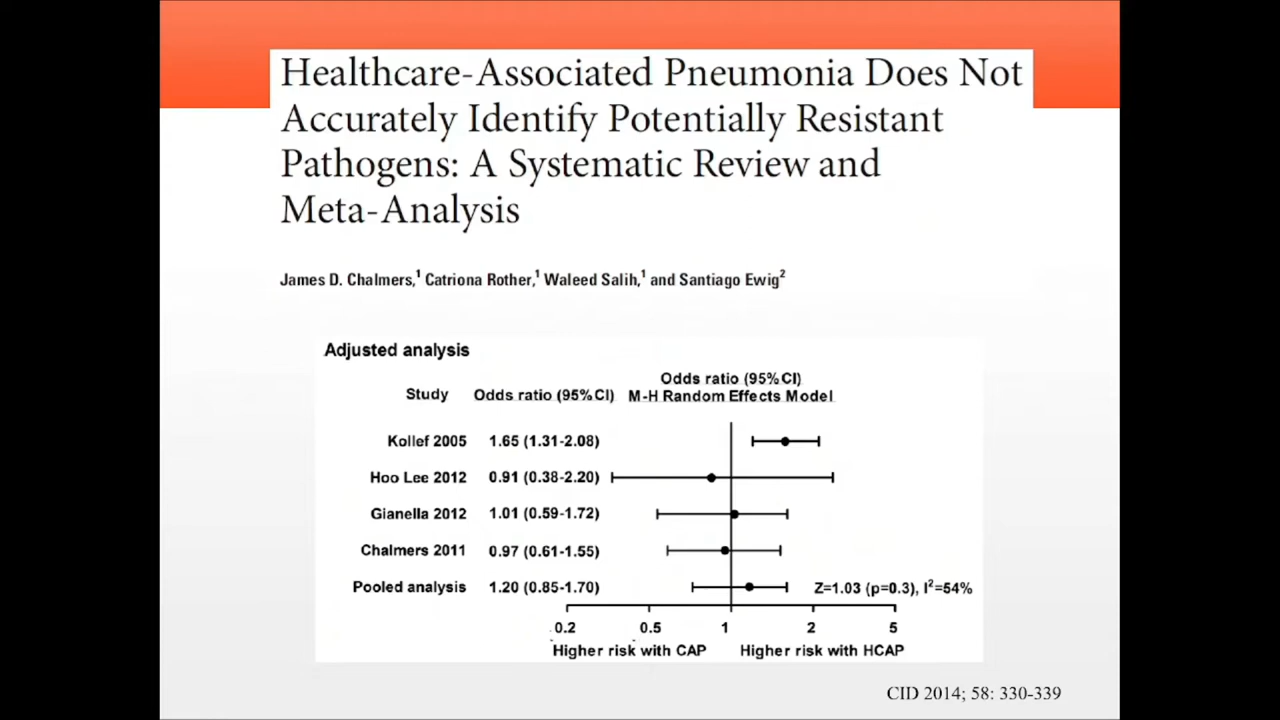 Healthcare-Associated Pneumonia Does Not
Accurately Identify Potentially Resistant
Pathogens: A Systematic Review and
Meta-Analysis
James D. Chalmers,¹ Catriona Rother,¹ Waleed Salih,¹ and Santiago Ewig²
Adjusted analysis
Odds ratio (95%CI)
Study Odds ratio (95%CI) M-H Random Effects Model
Kollef 2005 1.65 (1.31-2.08)
Hoo Lee 2012 0.91 (0.38-2.20)
Gianella 2012 1.01 (0.59-1.72)
Chalmers 2011 0.97 (0.61-1.55)
Pooled analysis 1.20 (0.85-1.70) Z=1.03 (p=0.3), I²=54%
0.2 0.5 1 2 5
Higher risk with CAP Higher risk with HCAP
CID 2014; 58: 330-339